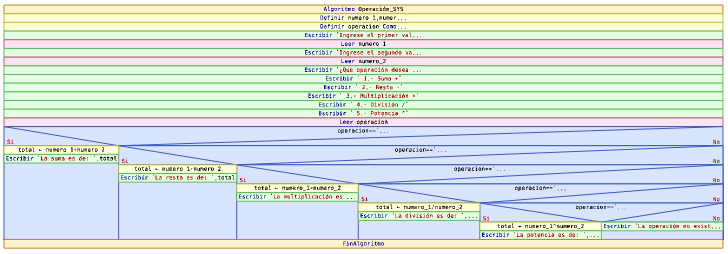 Algoritmo Operación_SYS
Definir numero_1,numer...
Definir operacion Como...
Escribir 'Ingrese el primer val...
Leer numero_1
Escribir 'Ingrese el segundo va...
Leer numero_2
Escribir '¿Que operación desea ...
Escribir ' 1.- Suma +'
Escribir ' 2.- Resta -'
Escribir ' 3.- Multiplicación *'
Escribir ' 4.- División /'
Escribir ' 5.- Potencia ^'
Leer operacion
operacion=='...
Si No
total ← numero_1+numero_2 operacion=='...
Escribir 'La suma es de: ',total Si No
total ← numero_1-numero_2 operacion=='...
Escribir 'La resta es de: ',total Si No
total ← numero_1*numero_2 operacion=='...
Escribir 'La multiplicación es ... Si No
total ← numero_1/numero_2 operacion=='...
Escribir 'La división es de: ',... Si No
total ← numero_1^numero_2 Escribir 'La operación no exist...
Escribir 'La potencia es de: ',...
FinAlgoritmo